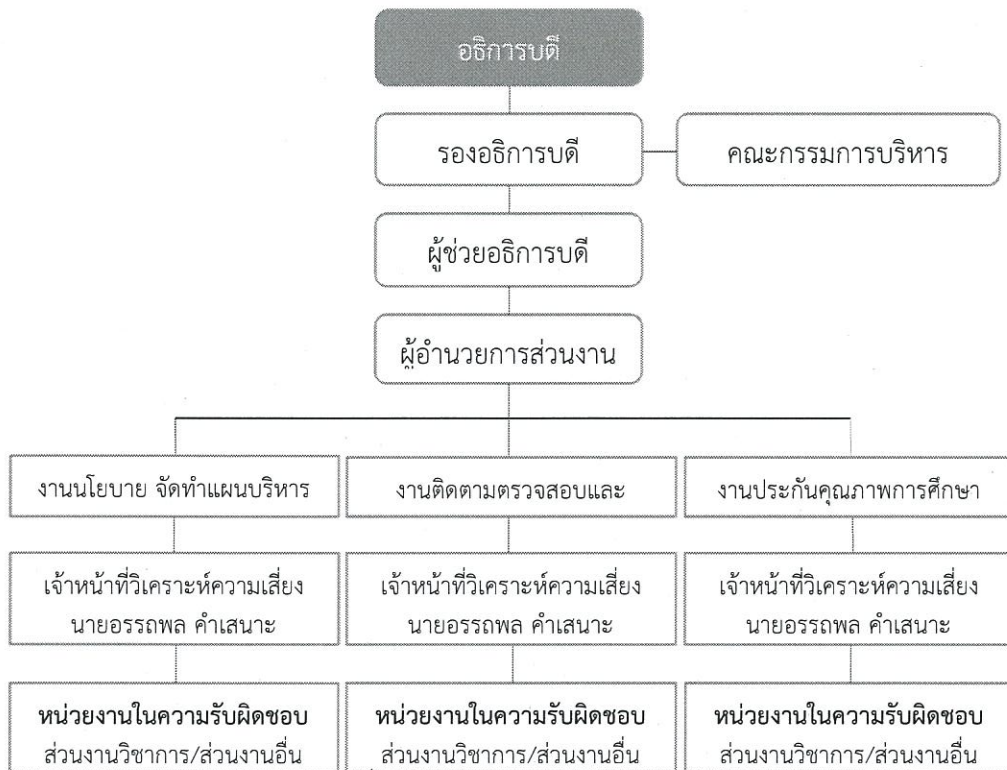 อธิการบดี
รองอธิการบดี
คณะกรรมการบริหาร
ผู้ช่วยอธิการบดี
ผู้อำนวยการส่วนงาน
งานนโยบาย จัดทำแผนบริหาร
งานติดตามตรวจสอบและ
งานประกันคุณภาพการศึกษา
เจ้าหน้าที่วิเคราะห์ความเสี่ยง
นายอรรถพล คำเสนาะ
เจ้าหน้าที่วิเคราะห์ความเสี่ยง
นายอรรถพล คำเสนาะ
เจ้าหน้าที่วิเคราะห์ความเสี่ยง
นายอรรถพล คำเสนาะ
หน่วยงานในความรับผิดชอบ
ส่วนงานวิชาการ/ส่วนงานอื่น
หน่วยงานในความรับผิดชอบ
ส่วนงานวิชาการ/ส่วนงานอื่น
หน่วยงานในความรับผิดชอบ
ส่วนงานวิชาการ/ส่วนงานอื่น